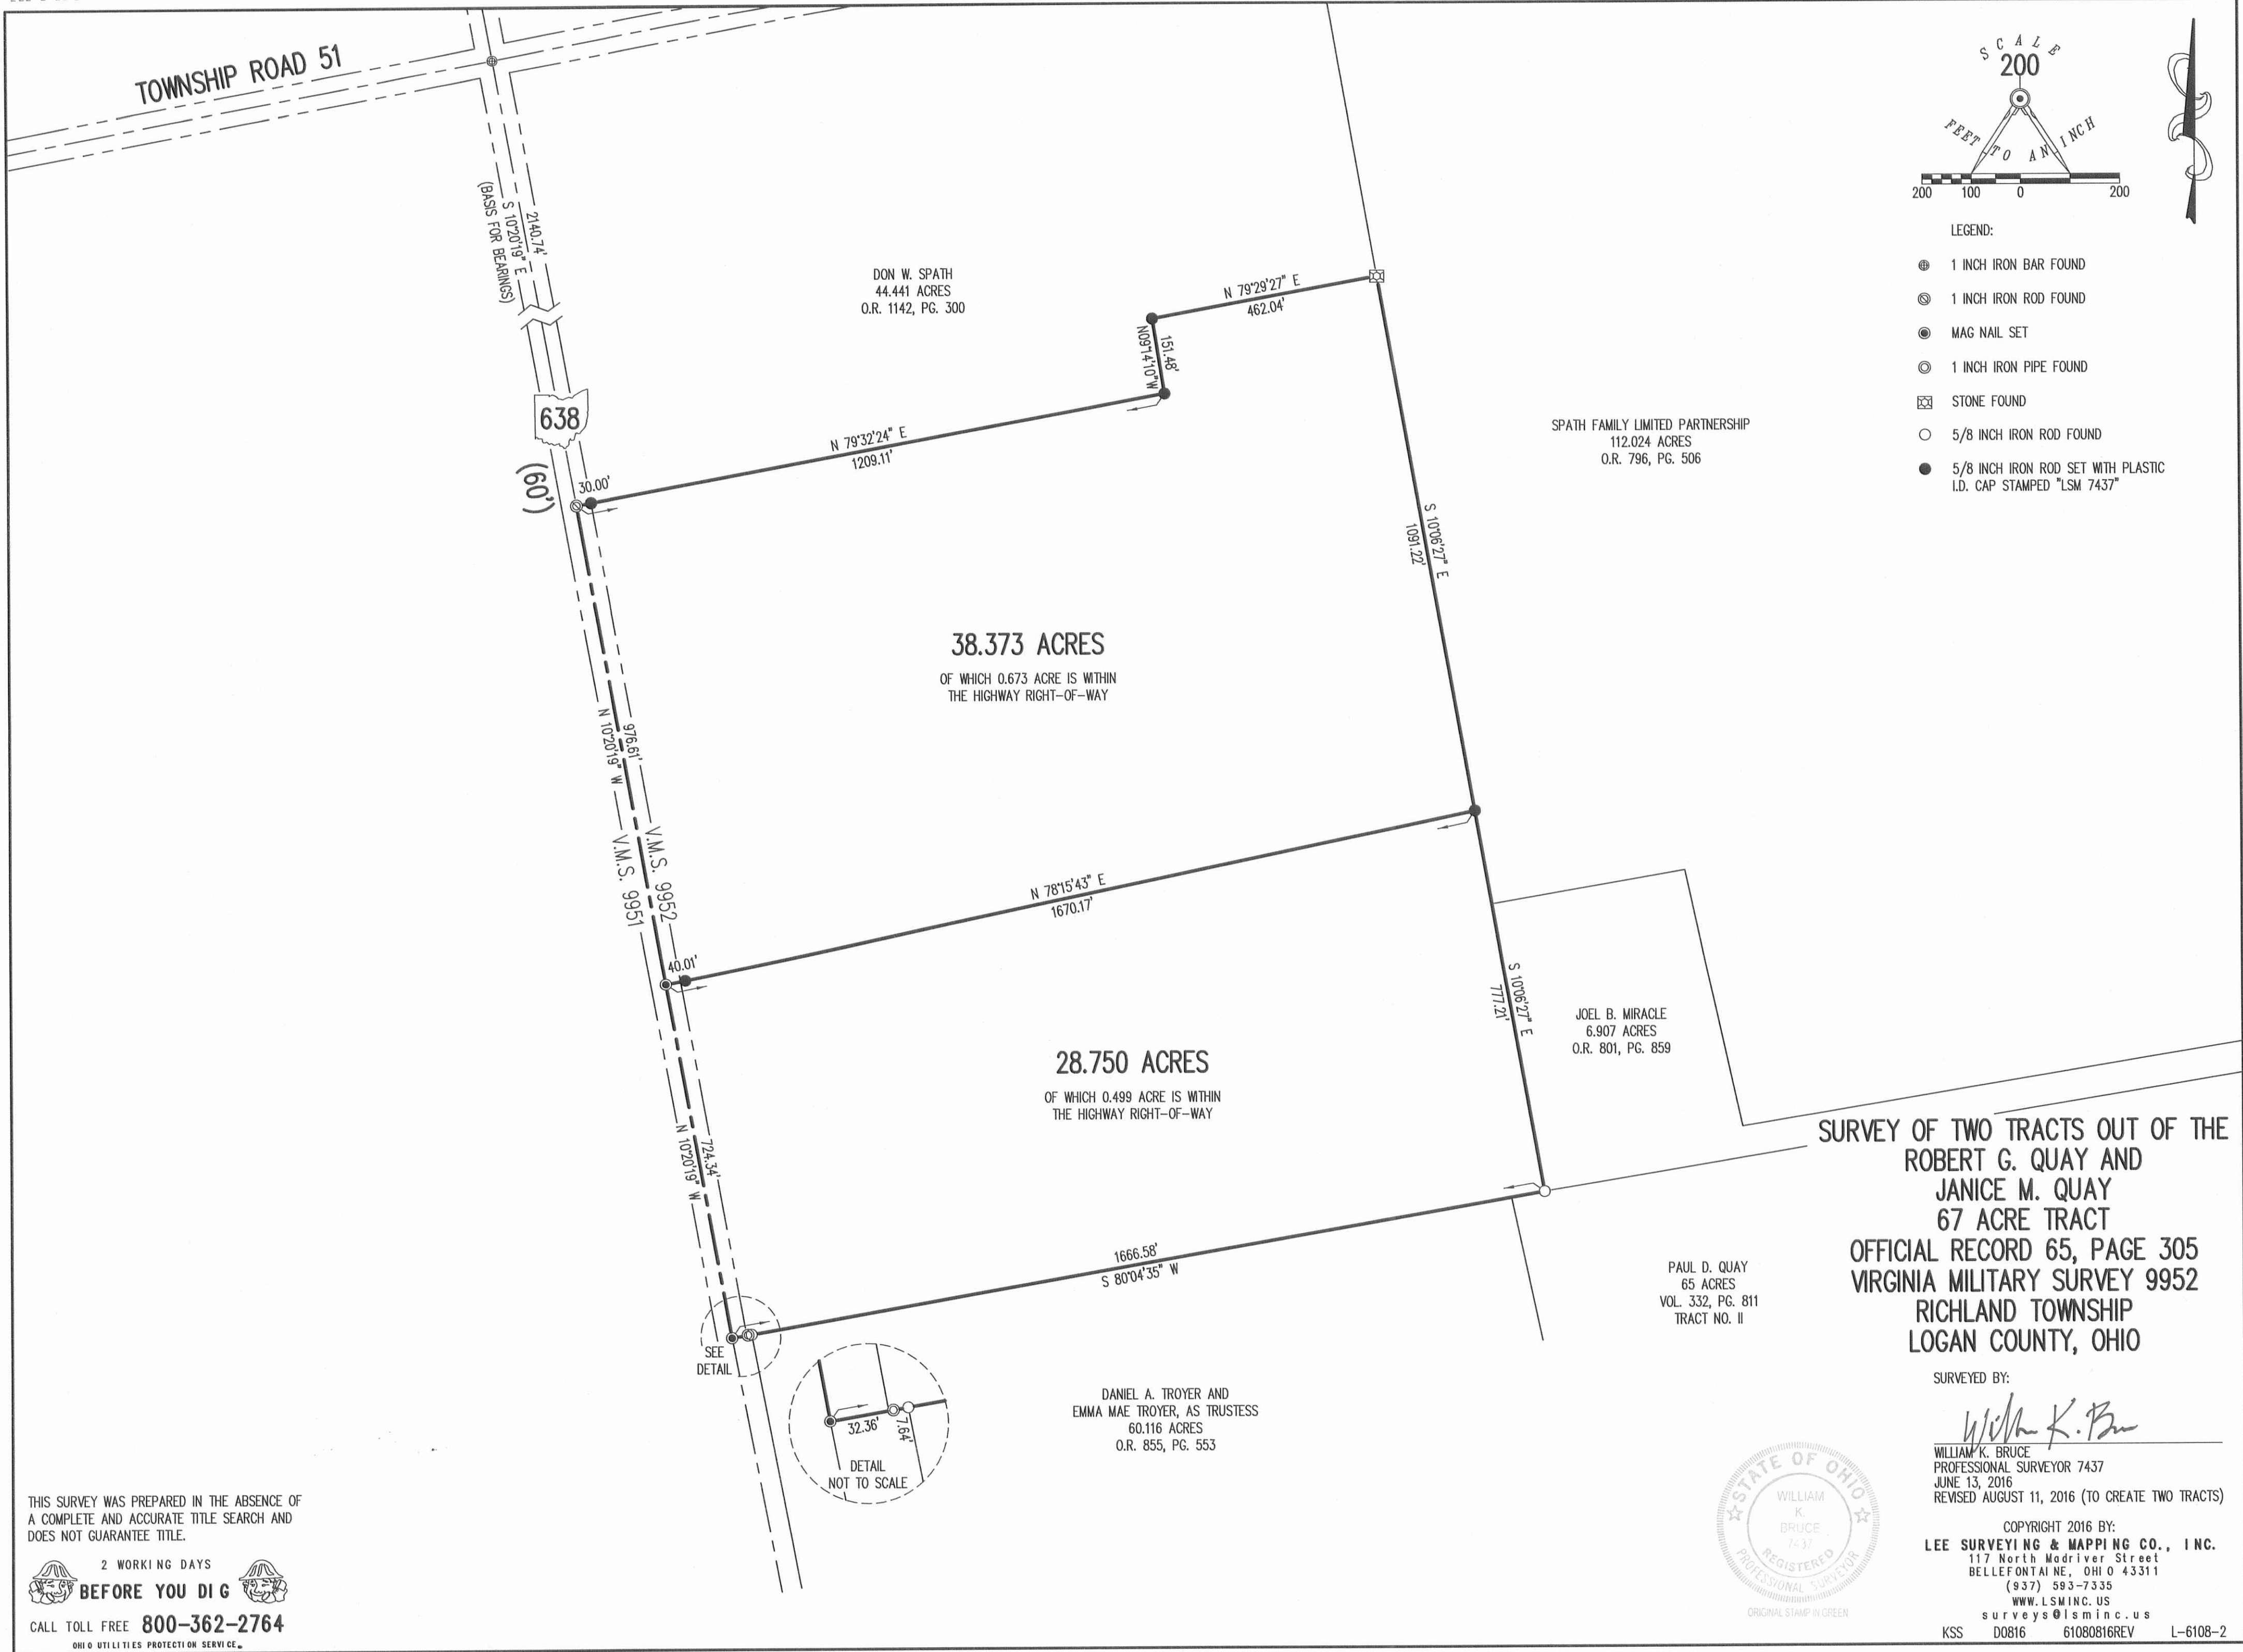 TOWNSHIP ROAD 51
S 10°20'19" E
(BASIS FOR BEARINGS)
2140.74'
638
(60')
DON W. SPATH
44.441 ACRES
O.R. 1142, PG. 300
N 79°29'27" E
462.04'
N09°14'10"W
151.48'
N 79°32'24" E
1209.11'
30.00'
SPATH FAMILY LIMITED PARTNERSHIP
112.024 ACRES
O.R. 796, PG. 506
S 10°06'27" E
1091.22'
38.373 ACRES
OF WHICH 0.673 ACRE IS WITHIN
THE HIGHWAY RIGHT-OF-WAY
N 10°20'19" W
976.61'
V.M.S. 9951
V.M.S. 9952
N 78°15'43" E
1670.17'
40.01'
S 10°06'27" E
777.21'
JOEL B. MIRACLE
6.907 ACRES
O.R. 801, PG. 859
28.750 ACRES
OF WHICH 0.499 ACRE IS WITHIN
THE HIGHWAY RIGHT-OF-WAY
N 10°20'19" W
724.34'
1666.58'
S 80°04'35" W
SEE
DETAIL
32.36'
7.64'
DETAIL
NOT TO SCALE
PAUL D. QUAY
65 ACRES
VOL. 332, PG. 811
TRACT NO. II
DANIEL A. TROYER AND
EMMA MAE TROYER, AS TRUSTESS
60.116 ACRES
O.R. 855, PG. 553
SCALE
200
FEET TO AN INCH
200 100 0 200
LEGEND:
1 INCH IRON BAR FOUND
1 INCH IRON ROD FOUND
MAG NAIL SET
1 INCH IRON PIPE FOUND
STONE FOUND
5/8 INCH IRON ROD FOUND
5/8 INCH IRON ROD SET WITH PLASTIC
I.D. CAP STAMPED "LSM 7437"
SURVEY OF TWO TRACTS OUT OF THE
ROBERT G. QUAY AND
JANICE M. QUAY
67 ACRE TRACT
OFFICIAL RECORD 65, PAGE 305
VIRGINIA MILITARY SURVEY 9952
RICHLAND TOWNSHIP
LOGAN COUNTY, OHIO
SURVEYED BY:
William K. Bruce
WILLIAM K. BRUCE
PROFESSIONAL SURVEYOR 7437
JUNE 13, 2016
REVISED AUGUST 11, 2016 (TO CREATE TWO TRACTS)
COPYRIGHT 2016 BY:
LEE SURVEYING & MAPPING CO., INC.
117 North Madriver Street
BELLEFONTAINE, OHIO 43311
(937) 593-7335
WWW.LSMINC.US
surveys@lsminc.us
KSS D0816 61080816REV L-6108-2
STATE OF OHIO
WILLIAM
K.
BRUCE
7437
REGISTERED
PROFESSIONAL SURVEYOR
ORIGINAL STAMP IN GREEN
THIS SURVEY WAS PREPARED IN THE ABSENCE OF
A COMPLETE AND ACCURATE TITLE SEARCH AND
DOES NOT GUARANTEE TITLE.
2 WORKING DAYS
BEFORE YOU DIG
CALL TOLL FREE 800-362-2764
OHIO UTILITIES PROTECTION SERVICE